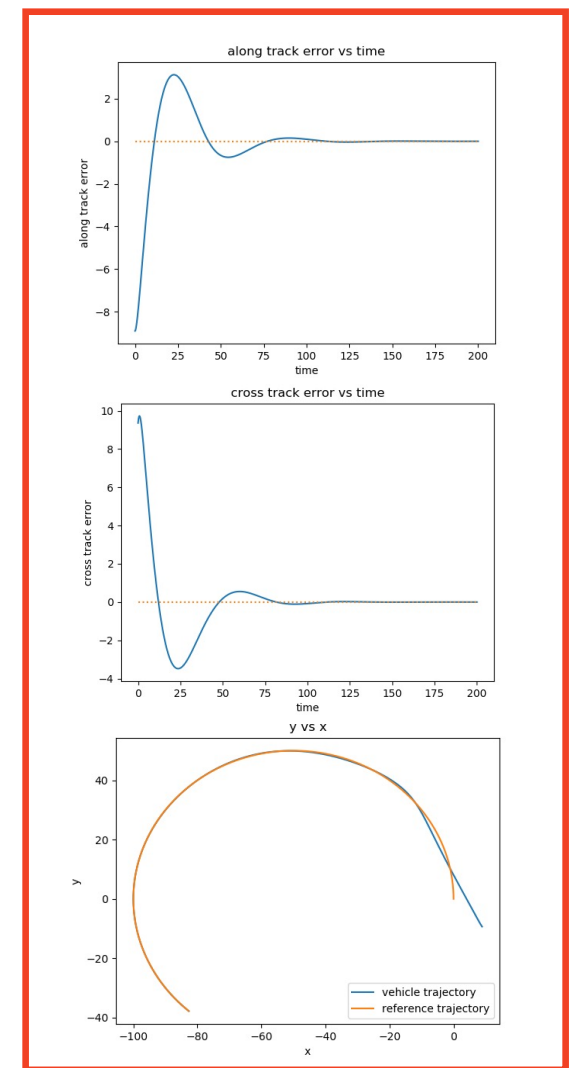 along track error vs time
along track error
2
0
−2
−4
−6
−8
0 25 50 75 100 125 150 175 200
time
cross track error vs time
cross track error
10
8
6
4
2
0
−2
−4
0 25 50 75 100 125 150 175 200
time
y vs x
y
40
20
0
−20
−40
vehicle trajectory
reference trajectory
−100 −80 −60 −40 −20 0
x